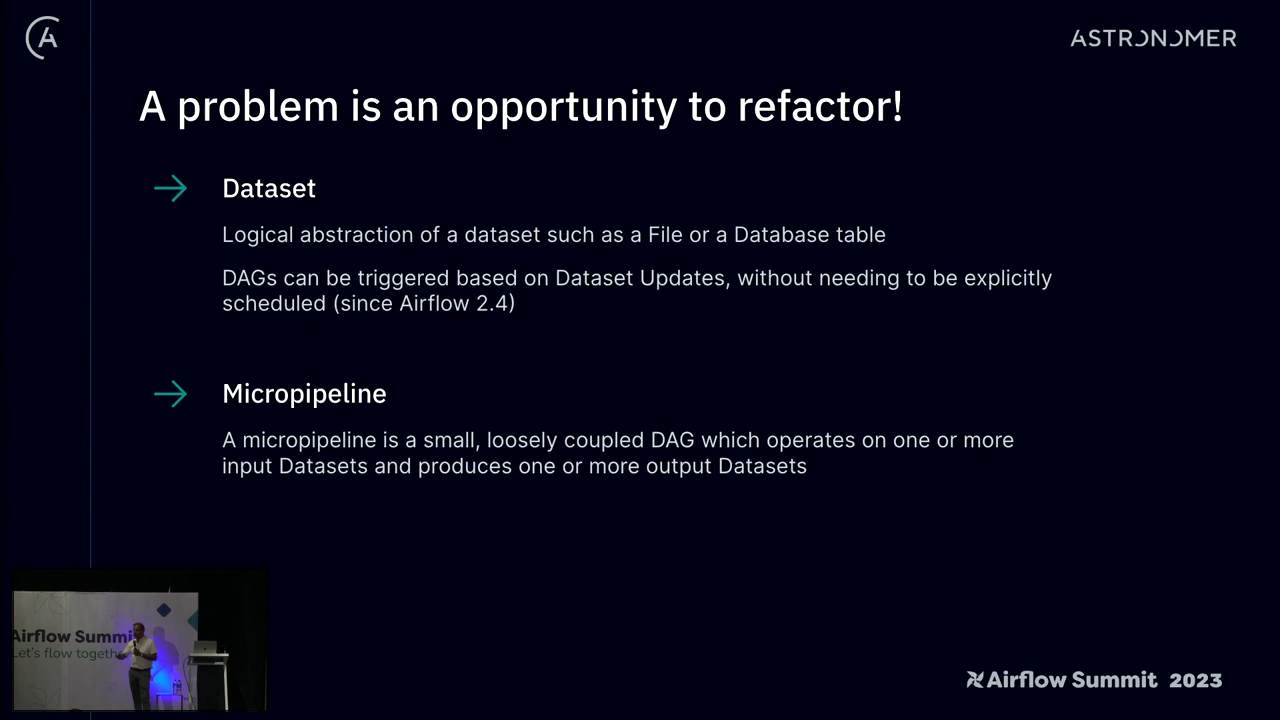 ASTRONOMER
A problem is an opportunity to refactor!
Dataset
Logical abstraction of a dataset such as a File or a Database table
DAGs can be triggered based on Dataset Updates, without needing to be explicitly
scheduled (since Airflow 2.4)
Micropipeline
A micropipeline is a small, loosely coupled DAG which operates on one or more
input Datasets and produces one or more output Datasets
Airflow Summi
Let's flow togeth
Airflow Summit 2023